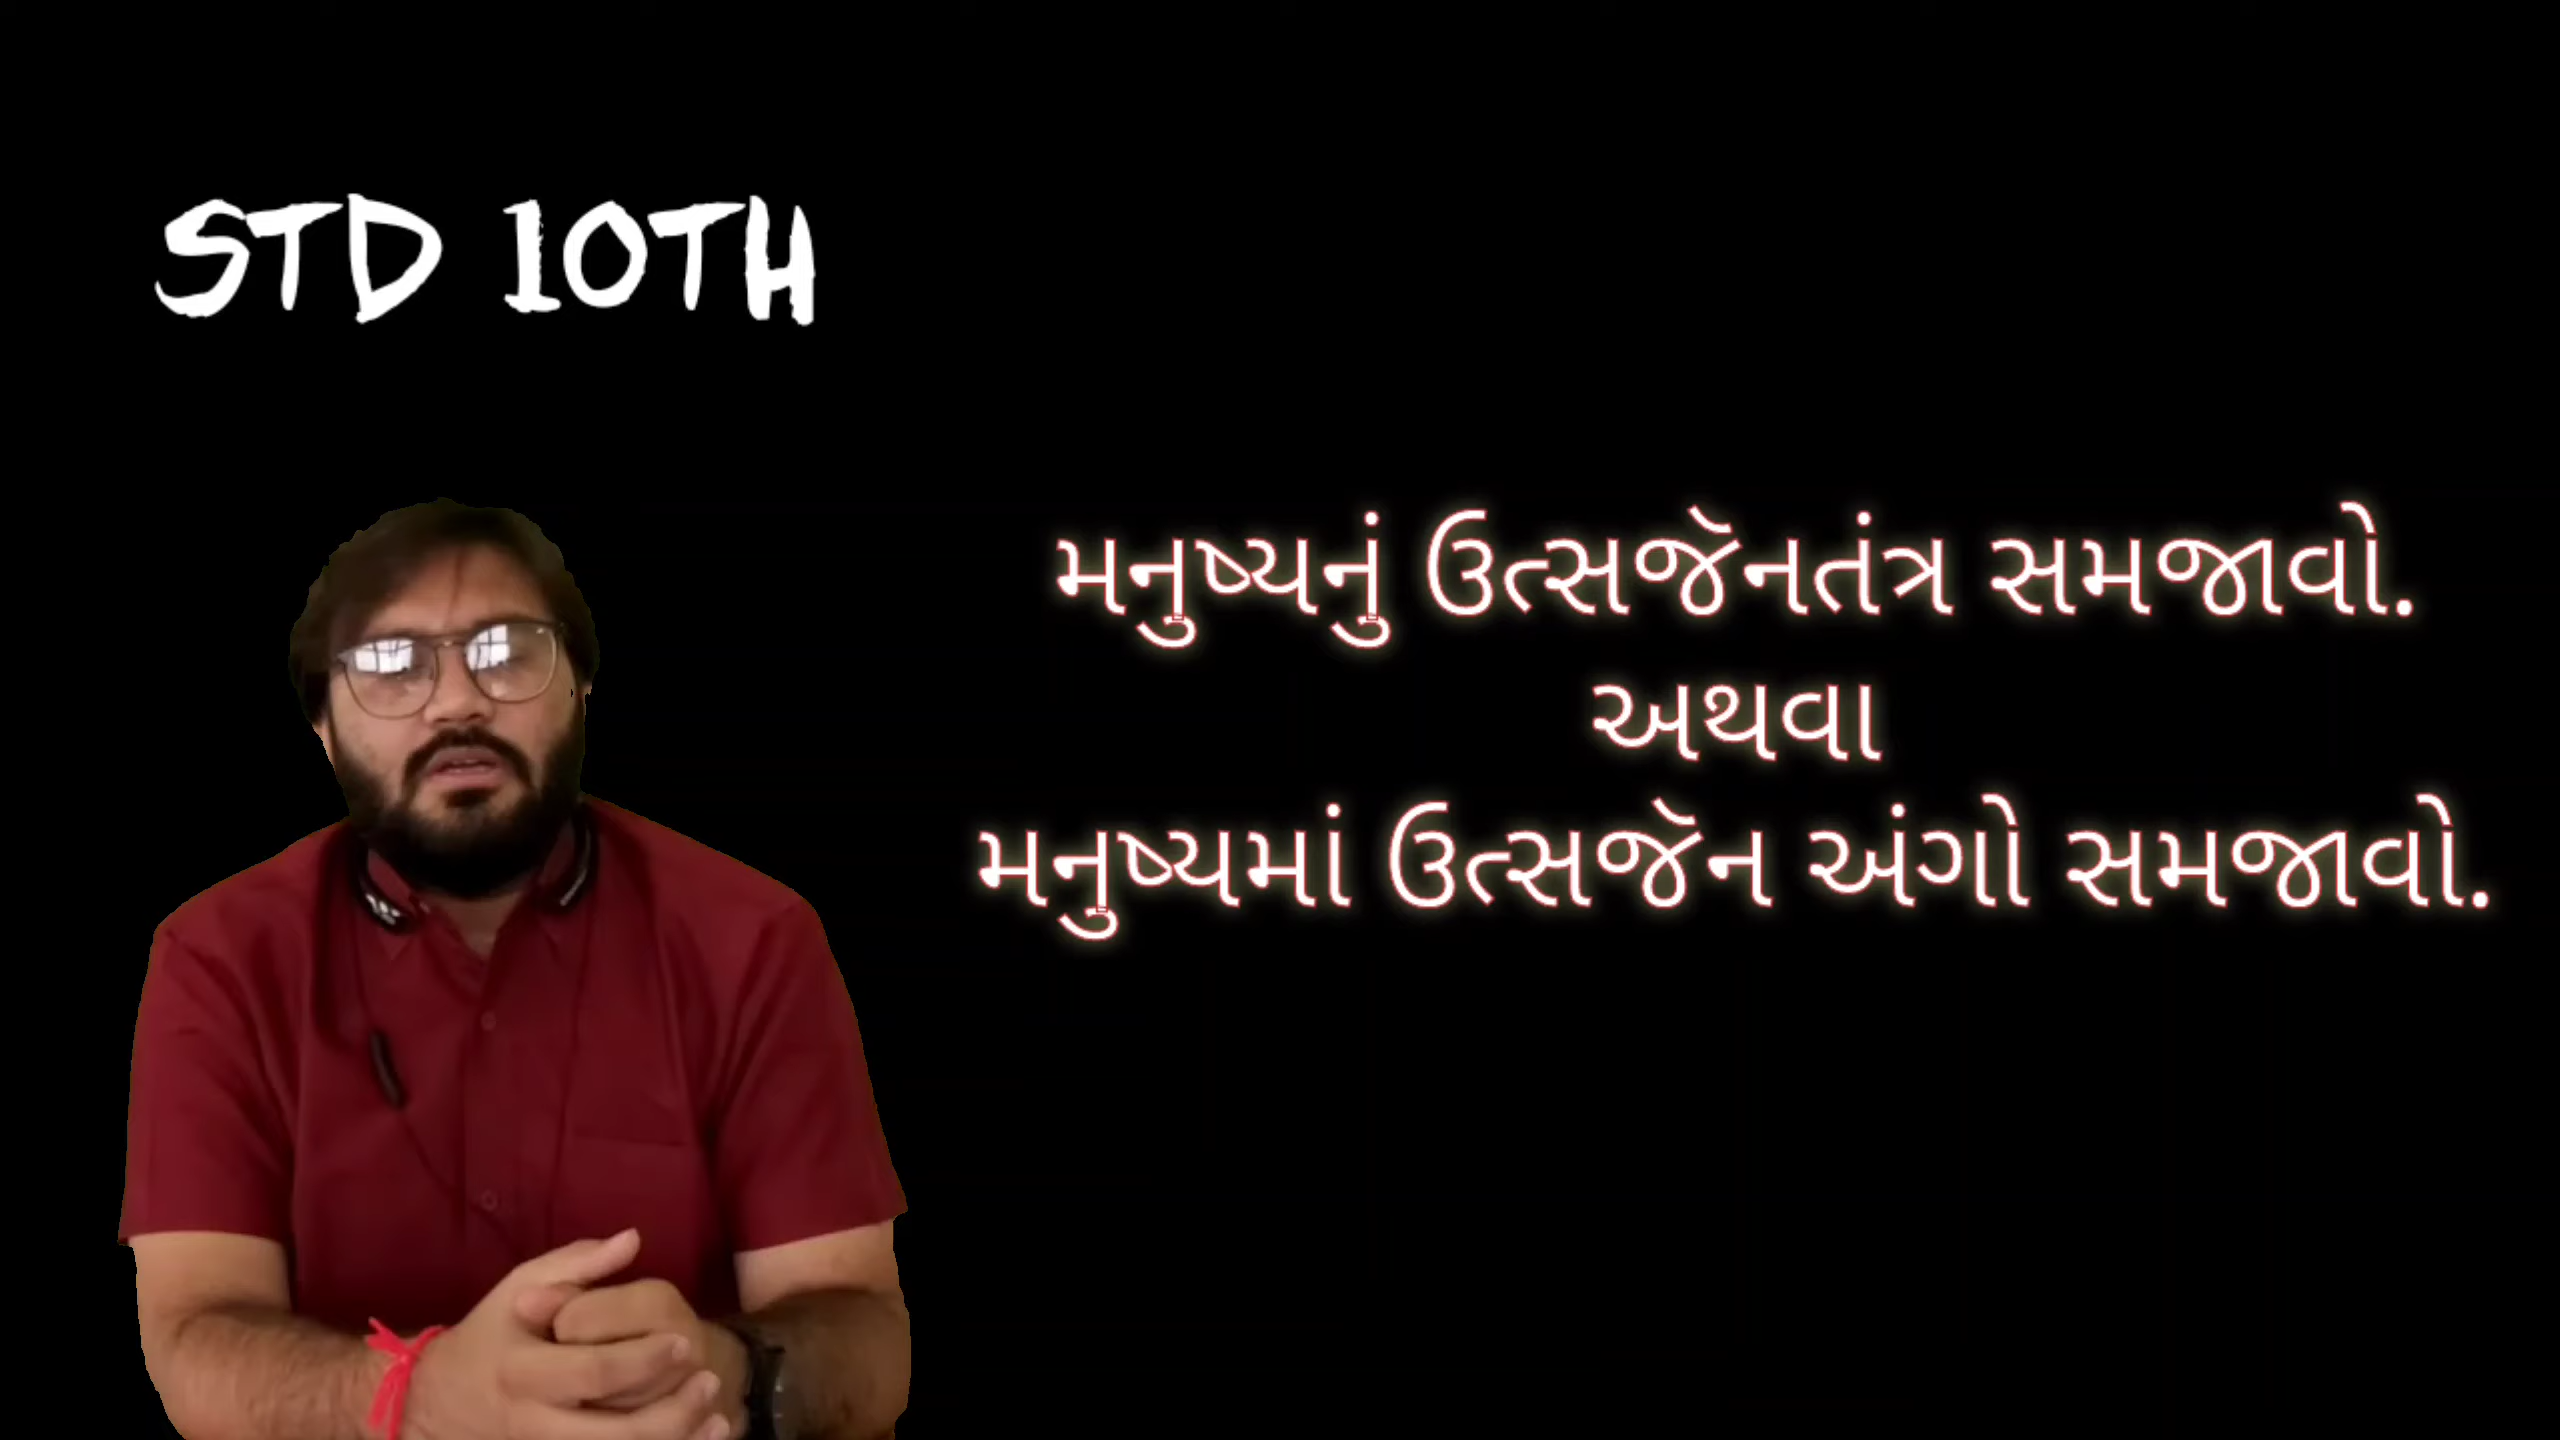 STD 10TH
મનુષ્યનું ઉત્સર્જનતંત્ર સમજાવો.
અથવા
મનુષ્યમાં ઉત્સર્જન અંગો સમજાવો.